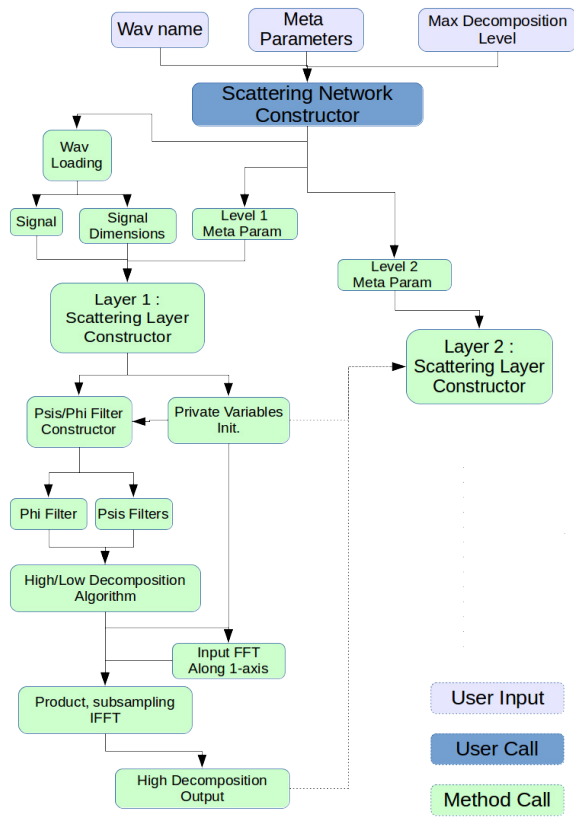 Wav name
Meta
Parameters
Max Decomposition
Level
Scattering Network
Constructor
Wav
Loading
Signal
Signal
Dimensions
Level 1
Meta Param
Level 2
Meta Param
Layer 1 :
Scattering Layer
Constructor
Layer 2 :
Scattering Layer
Constructor
Psis/Phi Filter
Constructor
Private Variables
Init.
Phi Filter
Psis Filters
High/Low Decomposition
Algorithm
Input FFT
Along 1-axis
Product, subsampling
IFFT
High Decomposition
Output
User Input
User Call
Method Call